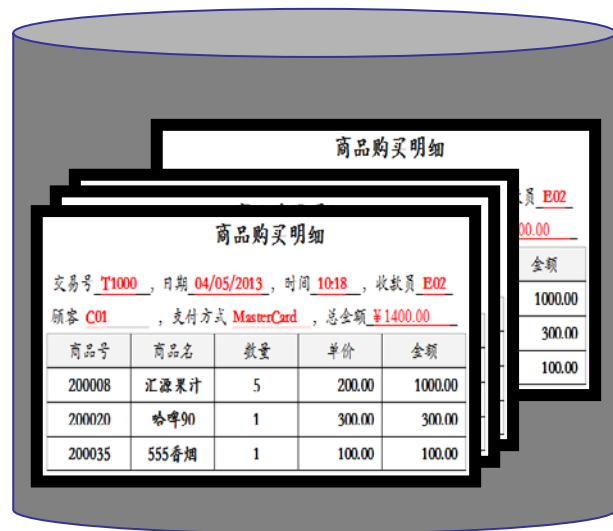 商品购买明细
员 E02
00.00
金额
1000.00
300.00
100.00
商品购买明细
交易号 T1000 , 日期 04/05/2013 , 时间 10:18 , 收款员 E02
顾客 C01 , 支付方式 MasterCard , 总金额 ¥1400.00
商品号 商品名 数量 单价 金额
200008 汇源果汁 5 200.00 1000.00
200020 哈啤90 1 300.00 300.00
200035 555香烟 1 100.00 100.00